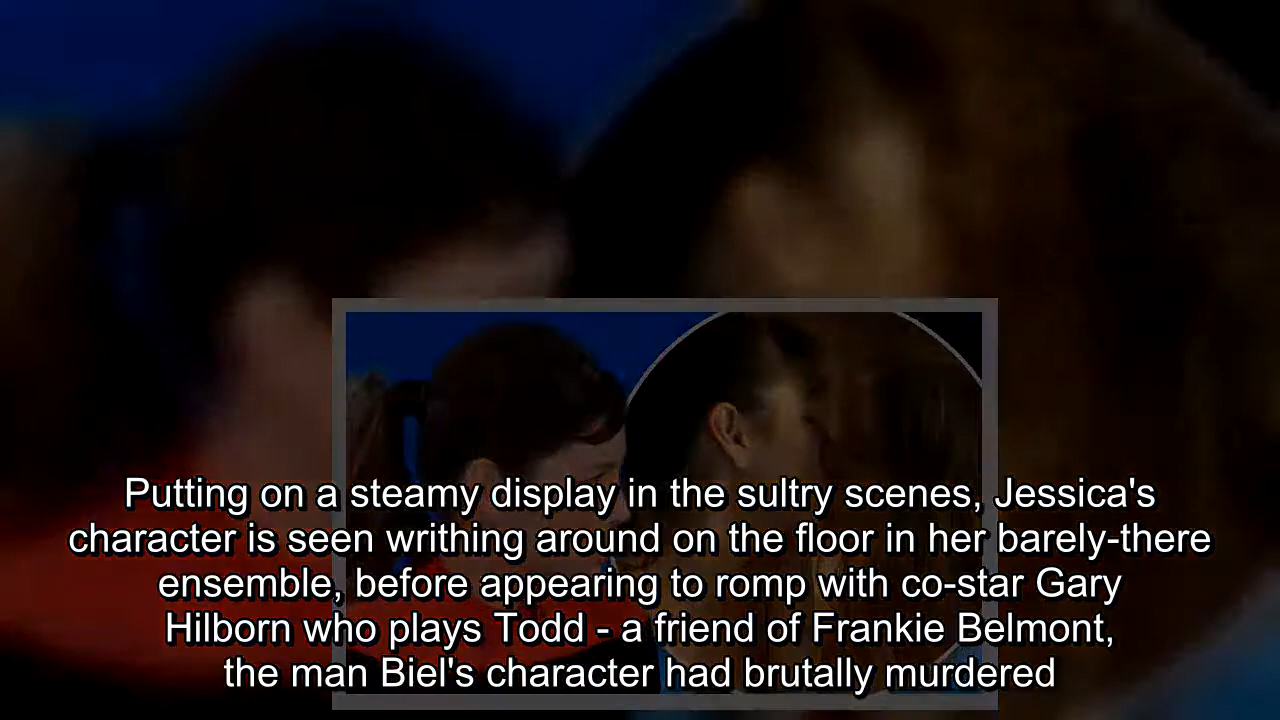 Putting on a steamy display in the sultry scenes, Jessica's
character is seen writhing around on the floor in her barely-there
ensemble, before appearing to romp with co-star Gary
Hilborn who plays Todd - a friend of Frankie Belmont,
the man Biel's character had brutally murdered